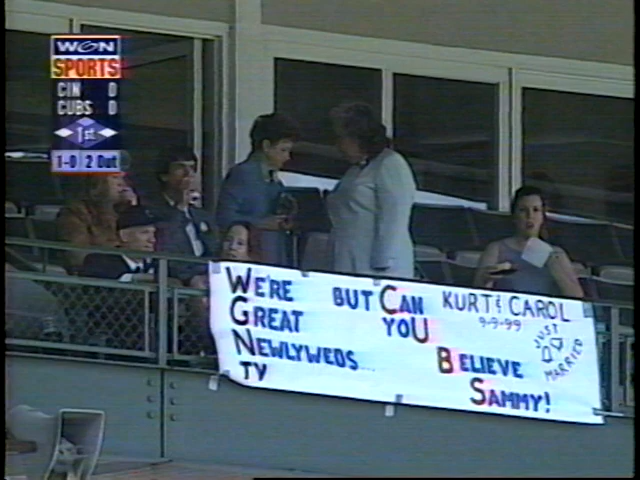 WGN
SPORTS
CIN 0
CUBS 0
1st
1-0 2 Out
WE'RE BUT CAN KURT & CAROL
GREAT YOU 9-9-99
NEWLYWEDS... BELIEVE JUST MARRIED
TV SAMMY!